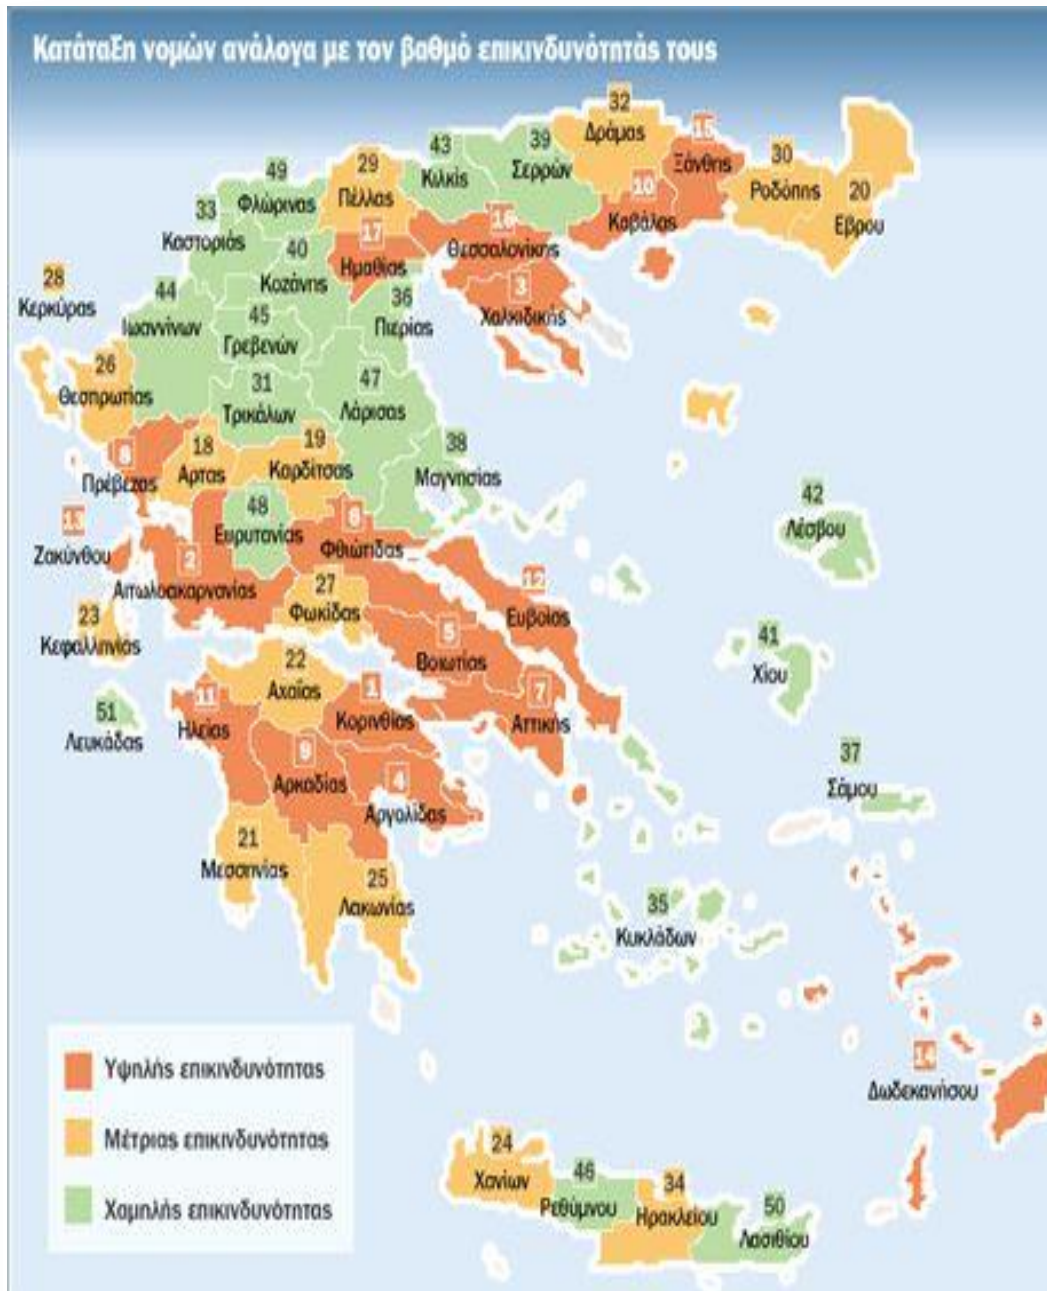 Κατάταξη νομών ανάλογα με τον βαθμό επικινδυνότητάς τους
32
Δράμας
15
Ξάνθης
39
Σερρών
43
Κιλκίς
29
Πέλλας
49
Φλώρινας
30
Ροδόπης
10
Καβάλας
20
Εβρου
33
Καστοριάς
17
Ημαθίας
16
Θεσσαλονίκης
40
Κοζάνης
28
Κερκύρας
44
Ιωαννίνων
3
Χαλκιδικής
36
Πιερίας
45
Γρεβενών
26
Θεσπρωτίας
31
Τρικάλων
47
Λάρισας
8
Πρέβεζας
18
Αρτας
19
Καρδίτσας
38
Μαγνησίας
42
Λέσβου
13
Ζακύνθου
48
Ευρυτανίας
6
Φθιώτιδας
2
Αιτωλοακαρνανίας
27
Φωκίδας
12
Ευβοίας
23
Κεφαλληνίας
5
Βοιωτίας
41
Χίου
22
Αχαΐας
11
Ηλείας
1
Κορινθίας
7
Αττικής
51
Λευκάδας
9
Αρκαδίας
4
Αργολίδας
37
Σάμου
21
Μεσσηνίας
25
Λακωνίας
35
Κυκλάδων
14
Δωδεκανήσου
Υψηλής επικινδυνότητας
Μέτριας επικινδυνότητας
Χαμηλής επικινδυνότητας
24
Χανίων
46
Ρεθύμνου
34
Ηρακλείου
50
Λασιθίου